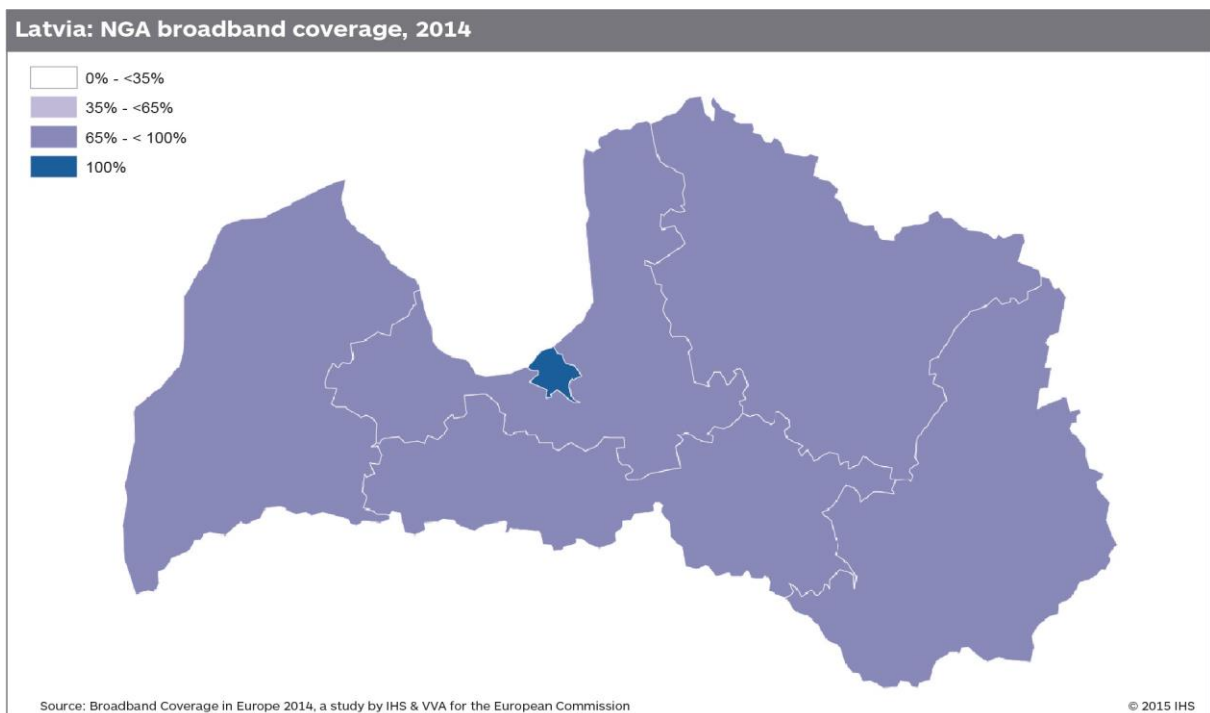 Latvia: NGA broadband coverage, 2014
0% - <35%
35% - <65%
65% - < 100%
100%
Source: Broadband Coverage in Europe 2014, a study by IHS & VVA for the European Commission
© 2015 IHS